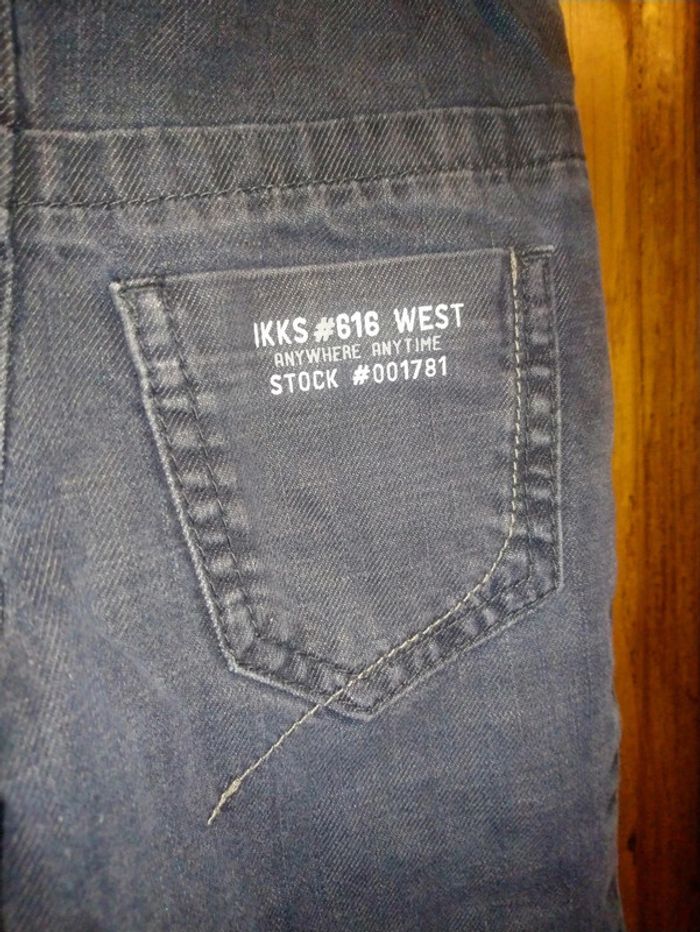 IKKS #616 WEST
ANYWHERE ANYTIME
STOCK #001781